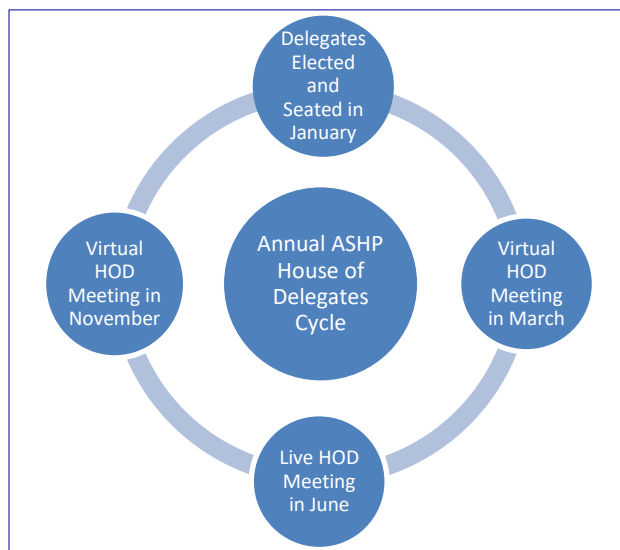 Delegates
Elected
and
Seated in
January
Virtual
HOD
Meeting in
November
Annual ASHP
House of
Delegates
Cycle
Virtual
HOD
Meeting
in March
Live HOD
Meeting
in June